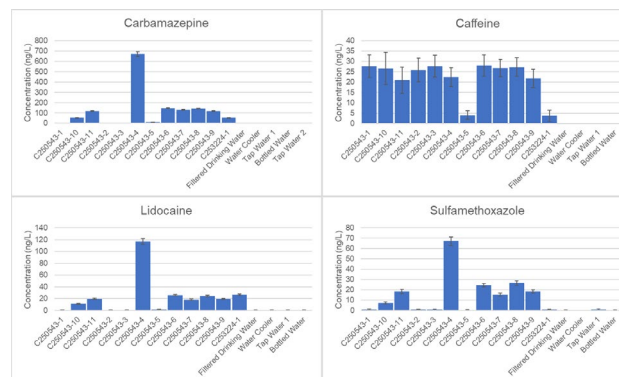 Carbamazepine
Concentration (ng/L)
800
700
600
500
400
300
200
100
0
C250543-1
C250543-10
C250543-11
C250543-2
C250543-3
C250543-4
C250543-5
C250543-6
C250543-7
C250543-8
C250543-9
C253224-1
Filtered Drinking Water
Water Cooler
Tap Water 1
Bottled Water
Tap Water 2
Caffeine
Concentration (ng/L)
40
35
30
25
20
15
10
5
0
C250543-1
C250543-10
C250543-11
C250543-2
C250543-3
C250543-4
C250543-5
C250543-6
C250543-7
C250543-8
C250543-9
C253224-1
Filtered Drinking Water
Water Cooler
Tap Water 1
Bottled Water
Lidocaine
Concentration (ng/L)
140
120
100
80
60
40
20
0
C250543-1
C250543-10
C250543-11
C250543-2
C250543-3
C250543-4
C250543-5
C250543-6
C250543-7
C250543-8
C250543-9
C253224-1
Filtered Drinking Water
Water Cooler
Tap Water 1
Bottled Water
Sulfamethoxazole
Concentration (ng/L)
80
70
60
50
40
30
20
10
0
C250543-1
C250543-10
C250543-11
C250543-2
C250543-3
C250543-4
C250543-5
C250543-6
C250543-7
C250543-8
C250543-9
C253224-1
Filtered Drinking Water
Water Cooler
Tap Water 1
Bottled Water